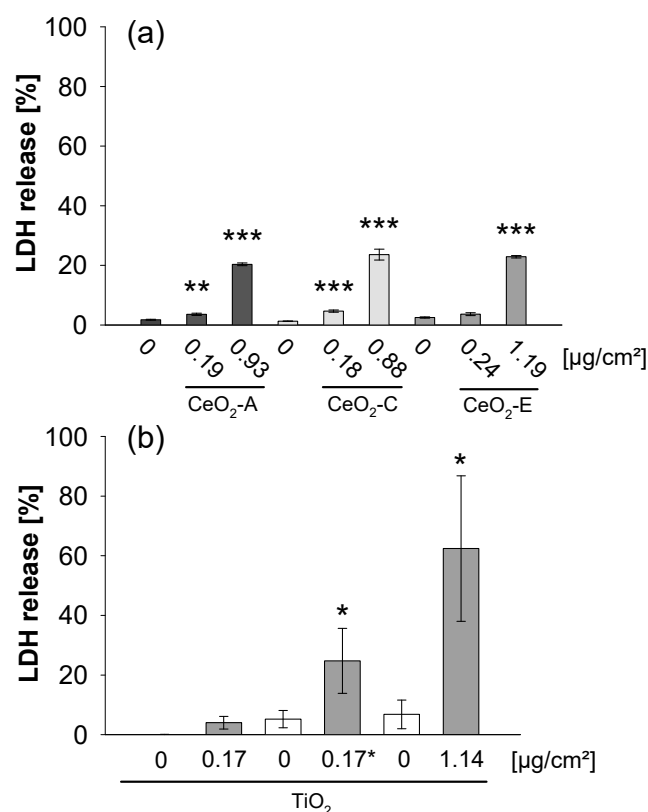 (a)
LDH release [%]
100
80
60
40
20
0
** *** *** *** ***
0 0.19 0.93 0 0.18 0.88 0 0.24 1.19 [µg/cm²]
CeO₂-A CeO₂-C CeO₂-E
(b)
LDH release [%]
100
80
60
40
20
0
* *
0 0.17 0 0.17* 0 1.14 [µg/cm²]
TiO₂